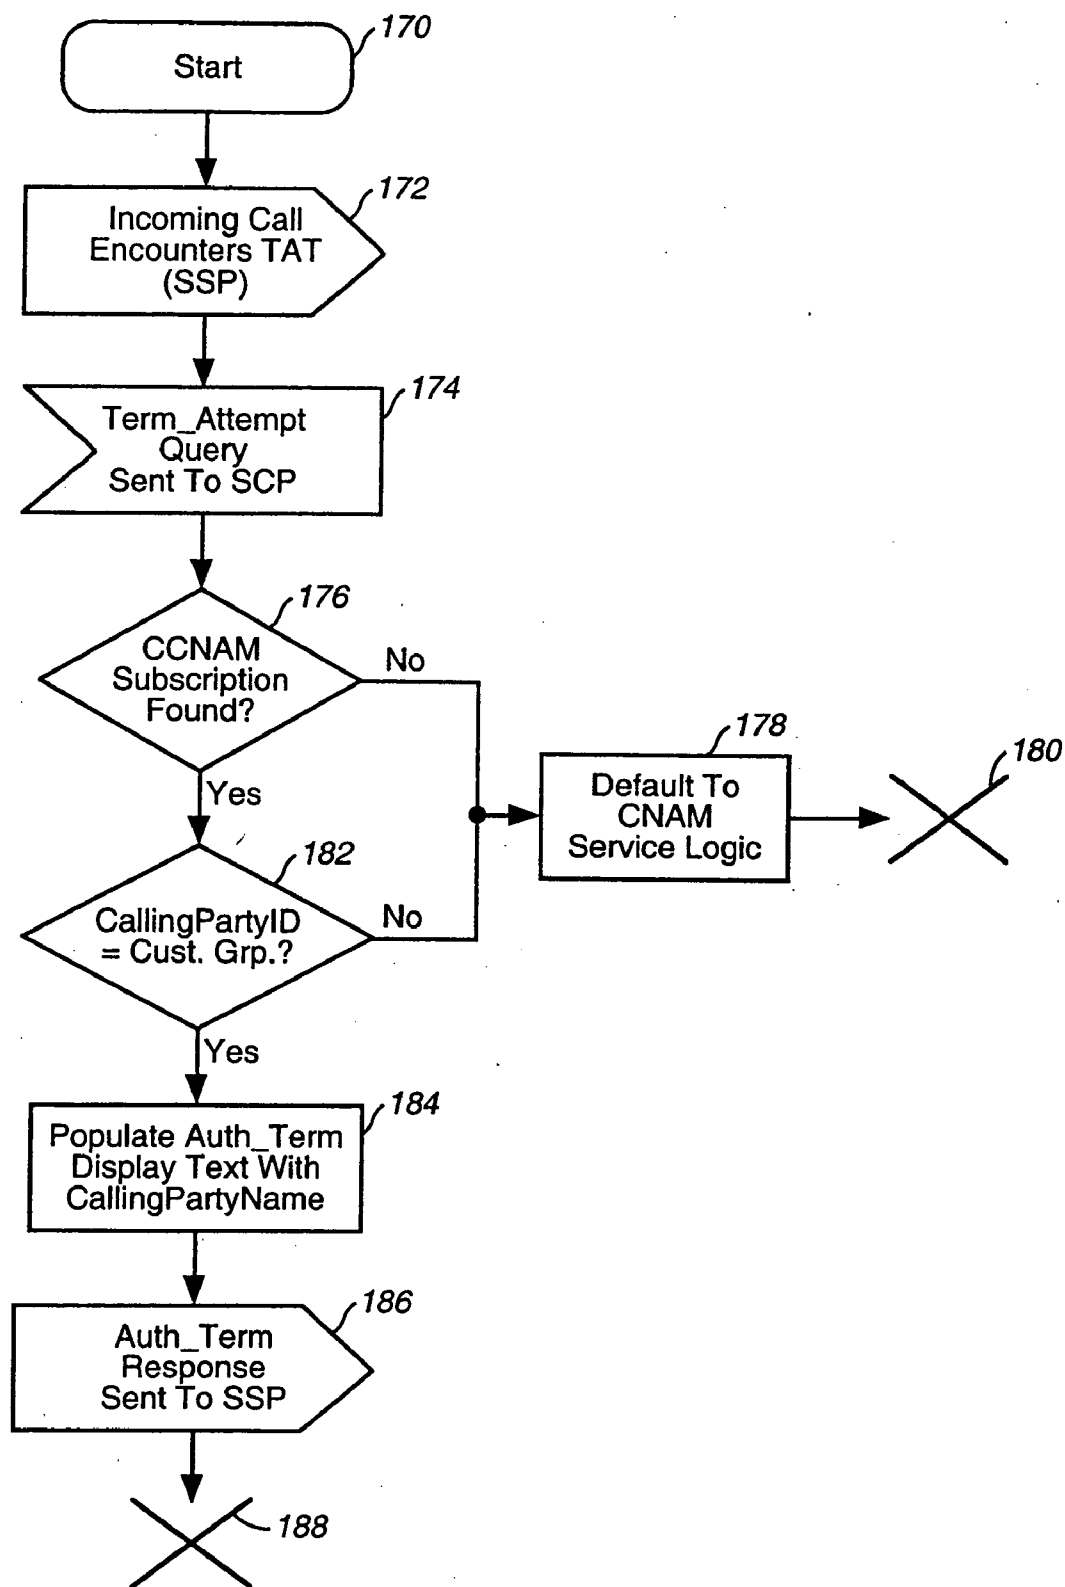 170
Start
172
Incoming Call
Encounters TAT
(SSP)
174
Term_Attempt
Query
Sent To SCP
176
CCNAM
Subscription
Found?
No
Yes
178
Default To
CNAM
Service Logic
180
182
CallingPartyID
= Cust. Grp.?
No
Yes
184
Populate Auth_Term
Display Text With
CallingPartyName
186
Auth_Term
Response
Sent To SSP
188